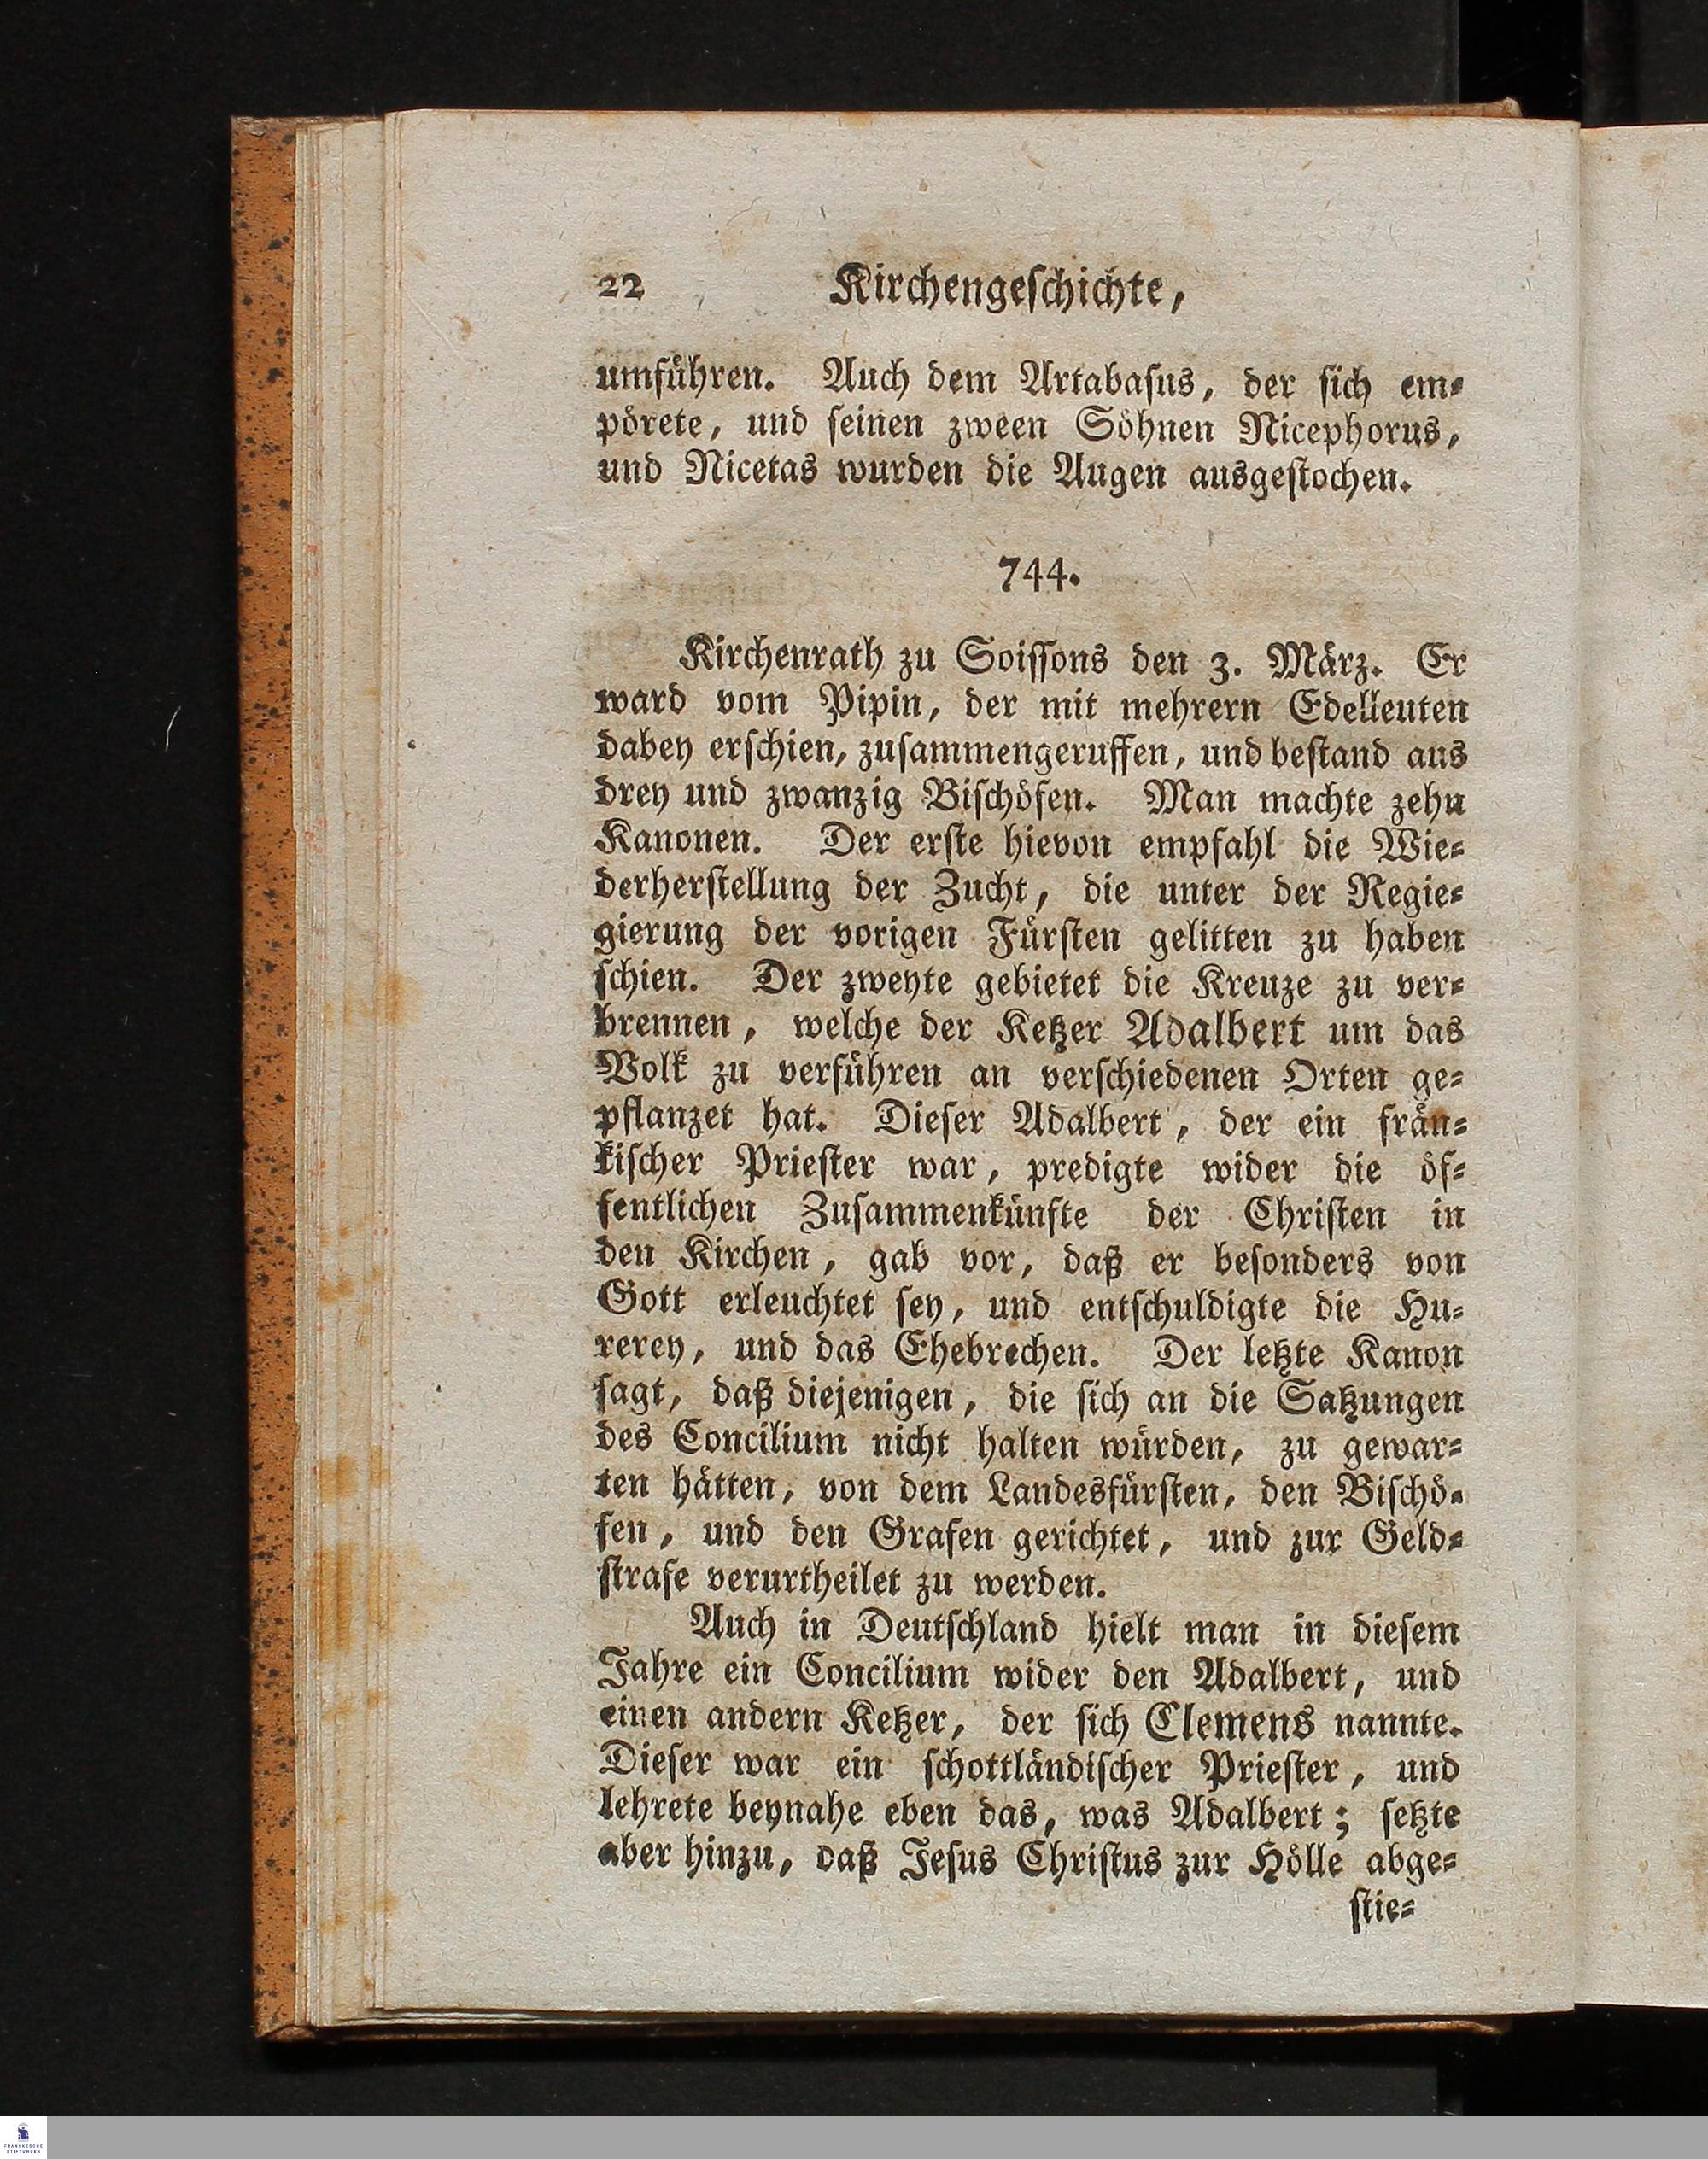 22 Kirchengeschichte,
umführen. Auch dem Artabasus, der sich em=
pörete, und seinen zween Söhnen Nicephorus,
und Nicetas wurden die Augen ausgestochen.
744.
Kirchenrath zu Soissons den 3. März. Er
ward vom Pipin, der mit mehrern Edelleuten
dabey erschien, zusammengeruffen, und bestand aus
drey und zwanzig Bischöfen. Man machte zehn
Kanonen. Der erste hievon empfahl die Wie=
derherstellung der Zucht, die unter der Regie=
gierung der vorigen Fürsten gelitten zu haben
schien. Der zweyte gebietet die Kreuze zu ver=
brennen, welche der Ketzer Adalbert um das
Volk zu verführen an verschiedenen Orten ge=
pflanzet hat. Dieser Adalbert, der ein frän=
kischer Priester war, predigte wider die öf=
fentlichen Zusammenkünfte der Christen in
den Kirchen, gab vor, daß er besonders von
Gott erleuchtet sey, und entschuldigte die Hu=
rerey, und das Ehebrechen. Der letzte Kanon
sagt, daß diejenigen, die sich an die Satzungen
des Concilium nicht halten würden, zu gewar=
ten hätten, von dem Landesfürsten, den Bischö=
fen, und den Grafen gerichtet, und zur Geld=
strafe verurtheilet zu werden.
Auch in Deutschland hielt man in diesem
Jahre ein Concilium wider den Adalbert, und
einen andern Ketzer, der sich Clemens nannte.
Dieser war ein schottländischer Priester, und
lehrete beynahe eben das, was Adalbert; setzte
aber hinzu, daß Jesus Christus zur Hölle abge=
stie=
FRANCKESCHE
STIFTUNGEN